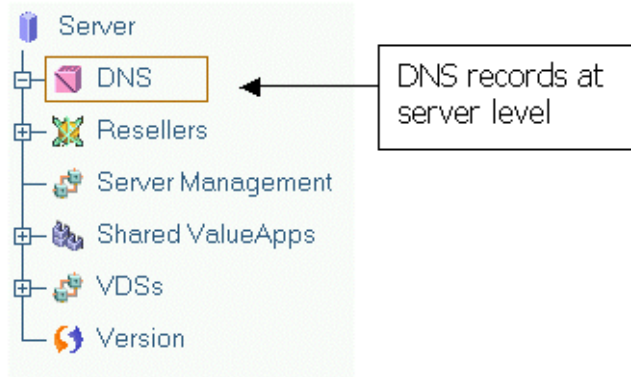 Server
DNS
DNS records at
server level
Resellers
Server Management
Shared ValueApps
VDSs
Version